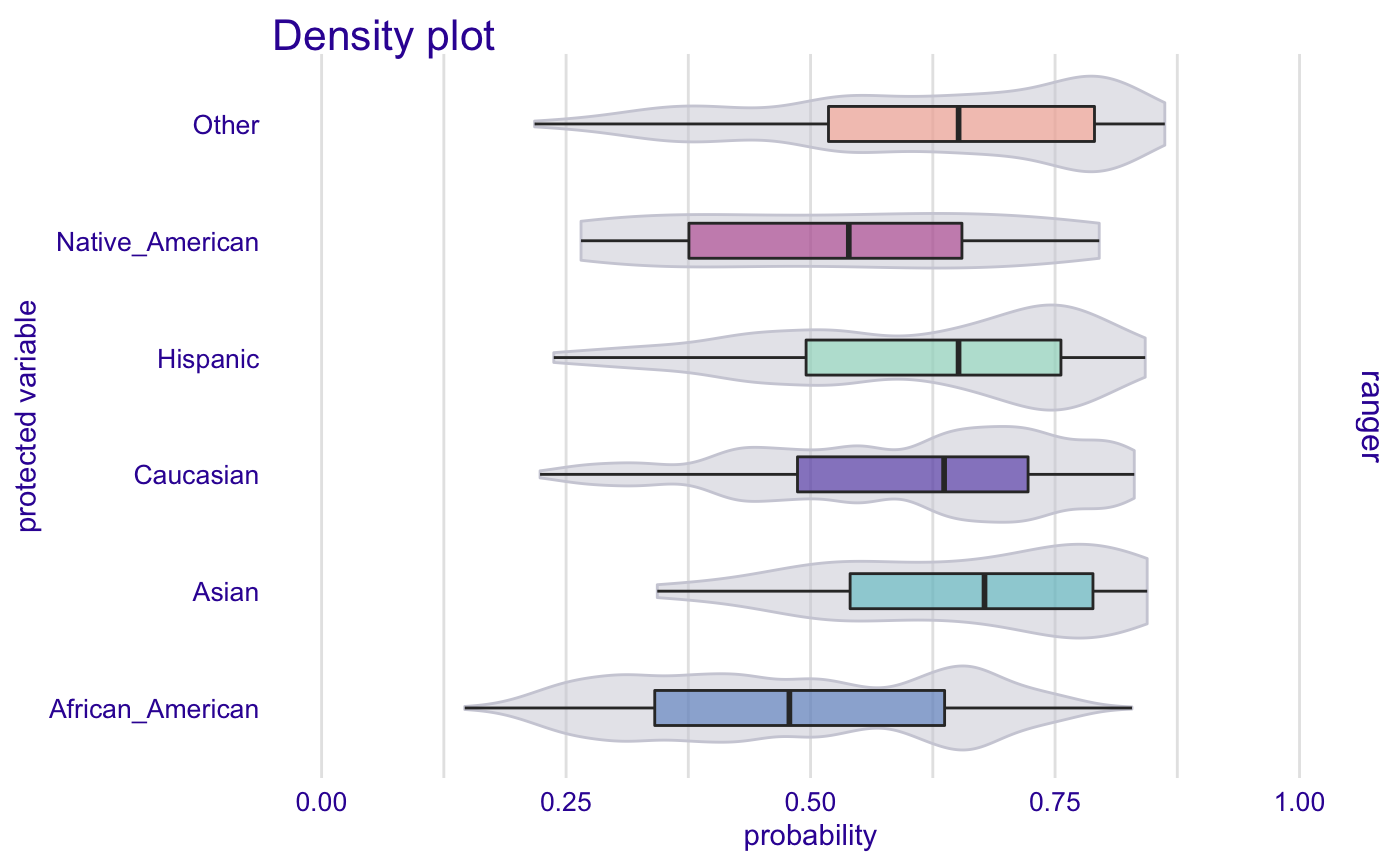 Density plot
protected variable
Other
Native_American
Hispanic
Caucasian
Asian
African_American
ranger
0.00 0.25 0.50 0.75 1.00
probability